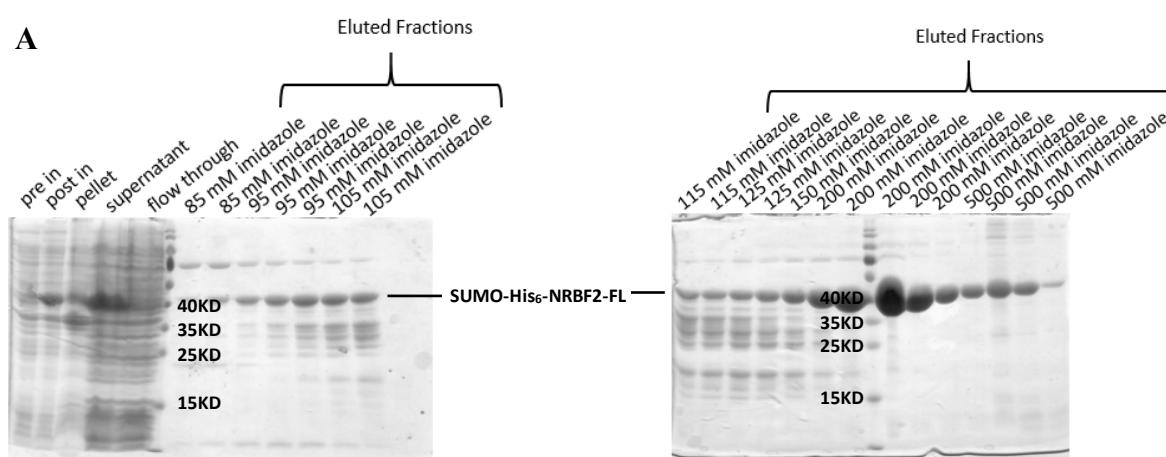 A
Eluted Fractions
pre in
post in
pellet
supernatant
flow through
85 mM imidazole
85 mM imidazole
95 mM imidazole
95 mM imidazole
95 mM imidazole
105 mM imidazole
105 mM imidazole
40KD
35KD
25KD
15KD
SUMO-His₆-NRBF2-FL
Eluted Fractions
115 mM imidazole
115 mM imidazole
125 mM imidazole
125 mM imidazole
150 mM imidazole
200 mM imidazole
200 mM imidazole
200 mM imidazole
200 mM imidazole
200 mM imidazole
500 mM imidazole
500 mM imidazole
500 mM imidazole
500 mM imidazole
40KD
35KD
25KD
15KD